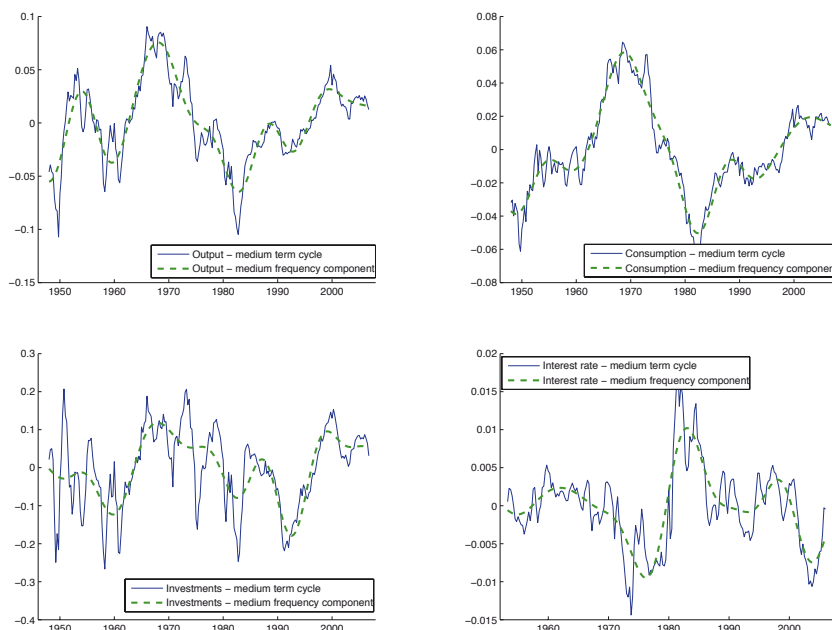 0.1
0.05
0
−0.05
−0.1
−0.15
1950 1960 1970 1980 1990 2000
Output − medium term cycle
Output − medium frequency component
0.08
0.06
0.04
0.02
0
−0.02
−0.04
−0.06
−0.08
1950 1960 1970 1980 1990 2000
Consumption − medium term cycle
Consumption − medium frequency component
0.3
0.2
0.1
0
−0.1
−0.2
−0.3
−0.4
1950 1960 1970 1980 1990 2000
Investments − medium term cycle
Investments − medium frequency component
0.02
0.015
0.01
0.005
0
−0.005
−0.01
−0.015
1960 1970 1980 1990 2000
Interest rate − medium term cycle
Interest rate − medium frequency component